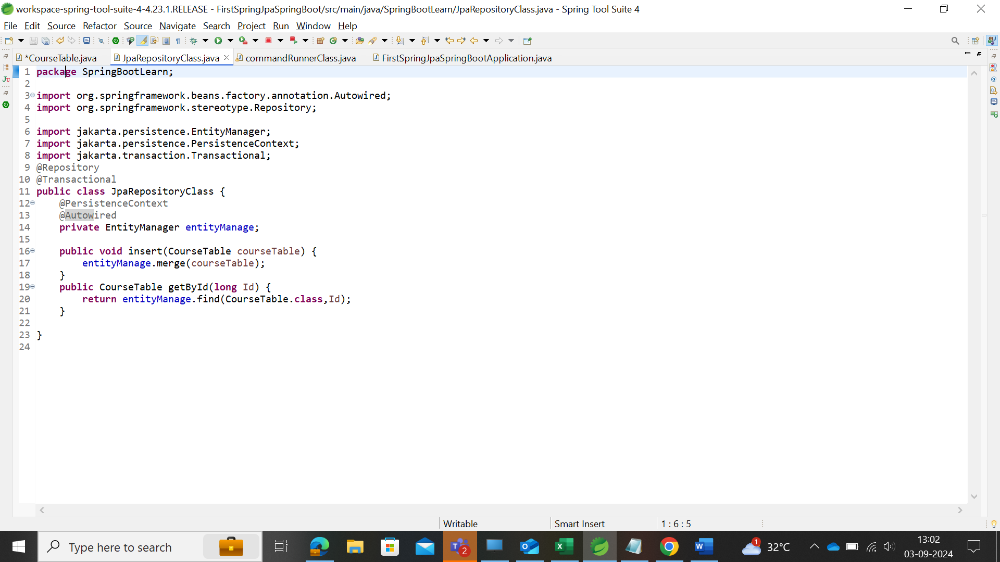 workspace-spring-tool-suite-4-4.23.1.RELEASE - FirstSpringJpaSpringBoot/src/main/java/SpringBootLearn/JpaRepositoryClass.java - Spring Tool Suite 4
File Edit Source Refactor Source Navigate Search Project Run Window Help
*CourseTable.java JpaRepositoryClass.java commandRunnerClass.java FirstSpringJpaSpringBootApplication.java
1 package SpringBootLearn;
2
3 import org.springframework.beans.factory.annotation.Autowired;
4 import org.springframework.stereotype.Repository;
5
6 import jakarta.persistence.EntityManager;
7 import jakarta.persistence.PersistenceContext;
8 import jakarta.transaction.Transactional;
9 @Repository
10 @Transactional
11 public class JpaRepositoryClass {
12 @PersistenceContext
13 @Autowired
14 private EntityManager entityManage;
15
16 public void insert(CourseTable courseTable) {
17 entityManage.merge(courseTable);
18 }
19 public CourseTable getById(long Id) {
20 return entityManage.find(CourseTable.class,Id);
21 }
22
23 }
24
Writable Smart Insert 1 : 6 : 5
Type here to search 2 1 32°C 13:02
03-09-2024